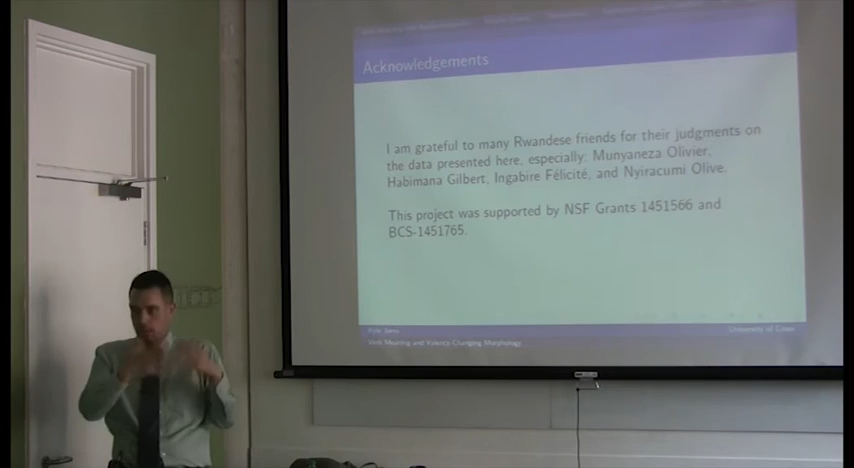 Acknowledgements
I am grateful to many Rwandese friends for their judgments on
the data presented here, especially: Munyaneza Olivier,
Habimana Gilbert, Ingabire Félicité, and Nyiracumi Olive.
This project was supported by NSF Grants 1451566 and
BCS-1451765.
Verb Meaning and Valency-Changing Morphology
University of